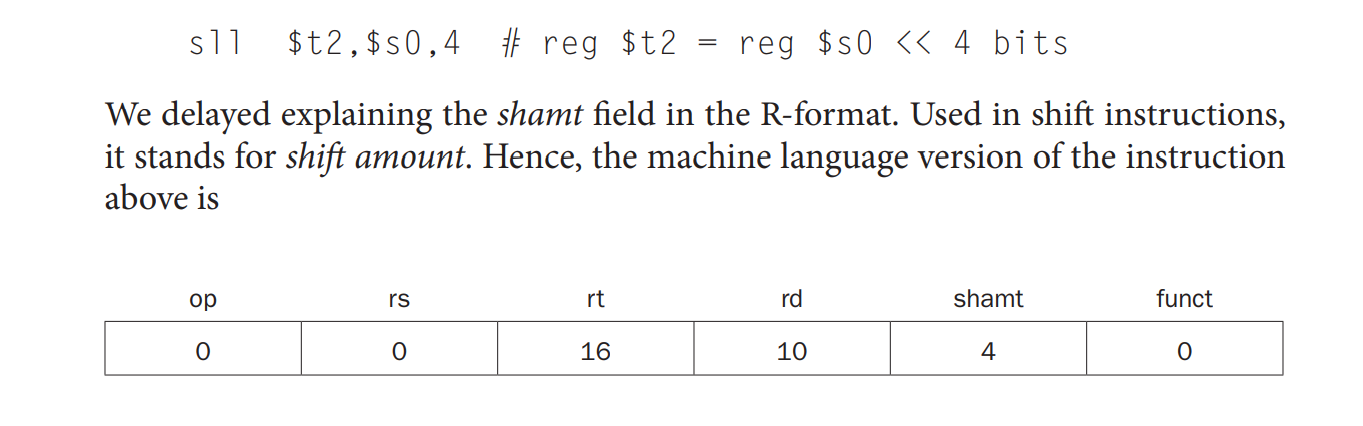 sll $t2,$s0,4 # reg $t2 = reg $s0 << 4 bits
We delayed explaining the shamt field in the R-format. Used in shift instructions,
it stands for shift amount. Hence, the machine language version of the instruction
above is
op rs rt rd shamt funct
0 0 16 10 4 0